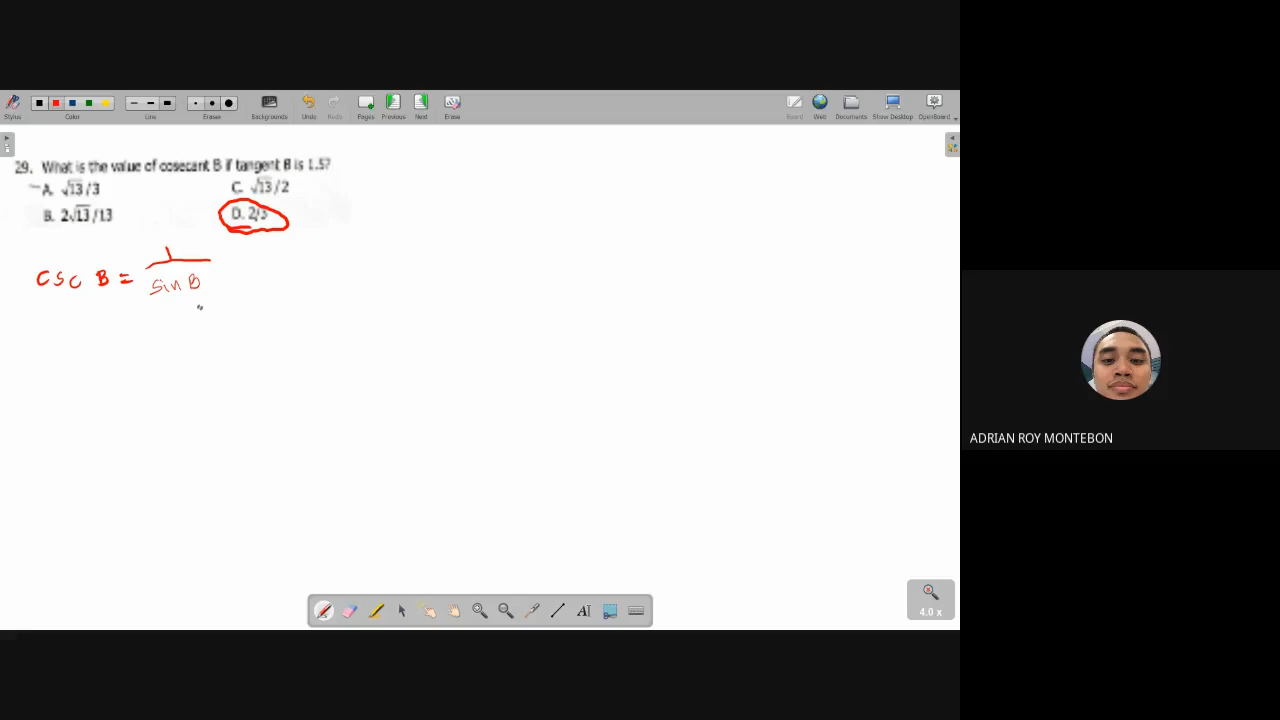 Stylus Color Line Eraser Backgrounds Undo Redo Pages Previous Next Erase Board Web Documents Show Desktop OpenBoard
29. What is the value of cosecant B if tangent B is 1.5?
A. √13/3 C. √13/2
B. 2√13/13 D. 2/3
csc B = 1
sin B
ADRIAN ROY MONTEBON
4.0 x